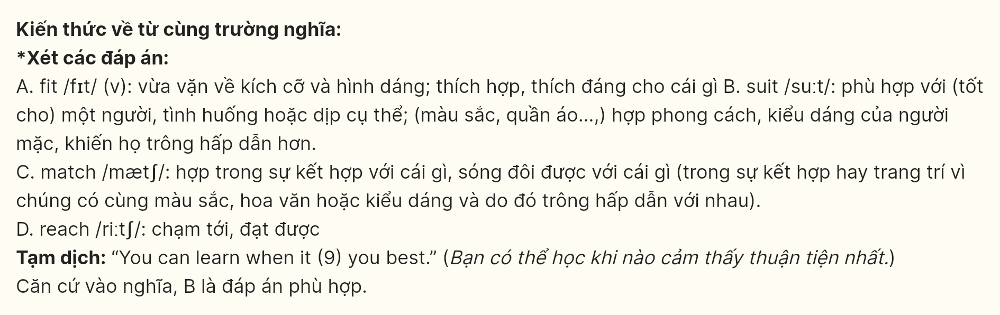 Kiến thức về từ cùng trường nghĩa:
*Xét các đáp án:
A. fit /fɪt/ (v): vừa vặn về kích cỡ và hình dáng; thích hợp, thích đáng cho cái gì B. suit /suːt/: phù hợp với (tốt
cho) một người, tình huống hoặc dịp cụ thể; (màu sắc, quần áo...,) hợp phong cách, kiểu dáng của người
mặc, khiến họ trông hấp dẫn hơn.
C. match /mætʃ/: hợp trong sự kết hợp với cái gì, sóng đôi được với cái gì (trong sự kết hợp hay trang trí vì
chúng có cùng màu sắc, hoa văn hoặc kiểu dáng và do đó trông hấp dẫn với nhau).
D. reach /riːtʃ/: chạm tới, đạt được
Tạm dịch: “You can learn when it (9) you best.” (Bạn có thể học khi nào cảm thấy thuận tiện nhất.)
Căn cứ vào nghĩa, B là đáp án phù hợp.